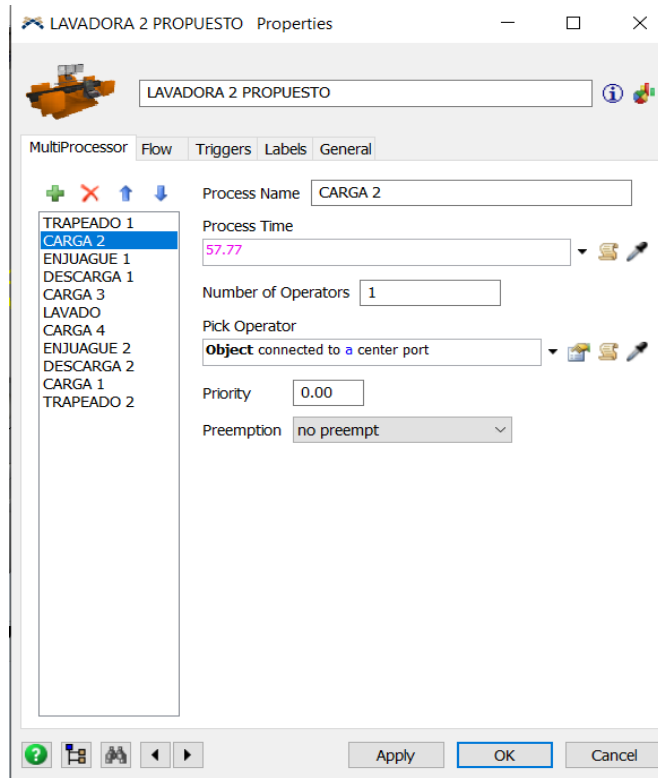 LAVADORA 2 PROPUESTO Properties
LAVADORA 2 PROPUESTO
MultiProcessor Flow Triggers Labels General
Process Name CARGA 2
TRAPEADO 1
CARGA 2
ENJUAGUE 1
DESCARGA 1
CARGA 3
LAVADO
CARGA 4
ENJUAGUE 2
DESCARGA 2
CARGA 1
TRAPEADO 2
Process Time
57.77
Number of Operators 1
Pick Operator
Object connected to a center port
Priority 0.00
Preemption no preempt
Apply OK Cancel